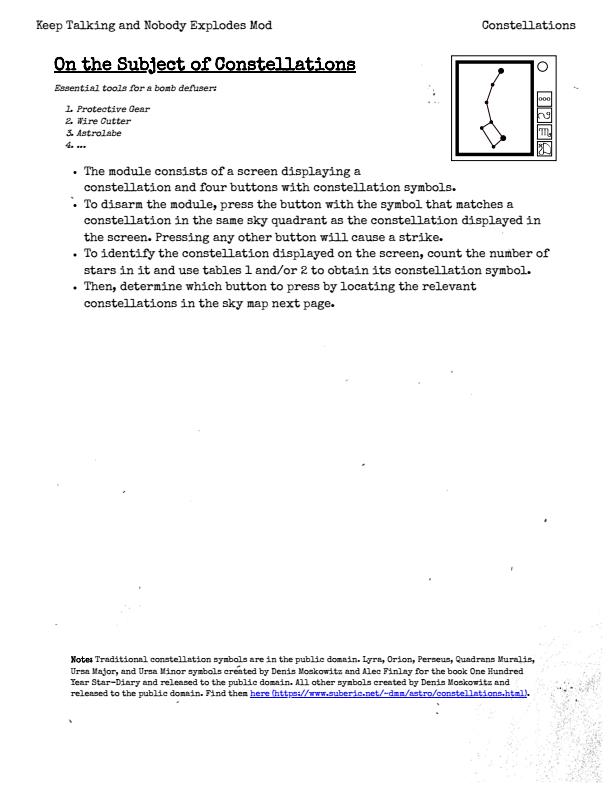 Keep Talking and Nobody Explodes Mod
Constellations
On the Subject of Constellations
Essential tools for a bomb defuser:
1. Protective Gear
2. Wire Cutter
3. Astrolabe
4. ...
• The module consists of a screen displaying a
constellation and four buttons with constellation symbols.
• To disarm the module, press the button with the symbol that matches a
constellation in the same sky quadrant as the constellation displayed in
the screen. Pressing any other button will cause a strike.
• To identify the constellation displayed on the screen, count the number of
stars in it and use tables 1 and/or 2 to obtain its constellation symbol.
• Then, determine which button to press by locating the relevant
constellations in the sky map next page.
Note: Traditional constellation symbols are in the public domain. Lyra, Orion, Perseus, Quadrans Muralis,
Ursa Major, and Ursa Minor symbols created by Denis Moskowitz and Alec Finlay for the book One Hundred
Year Star-Diary and released to the public domain. All other symbols created by Denis Moskowitz and
released to the public domain. Find them here (https://www.suberic.net/~dmm/astro/constellations.html).